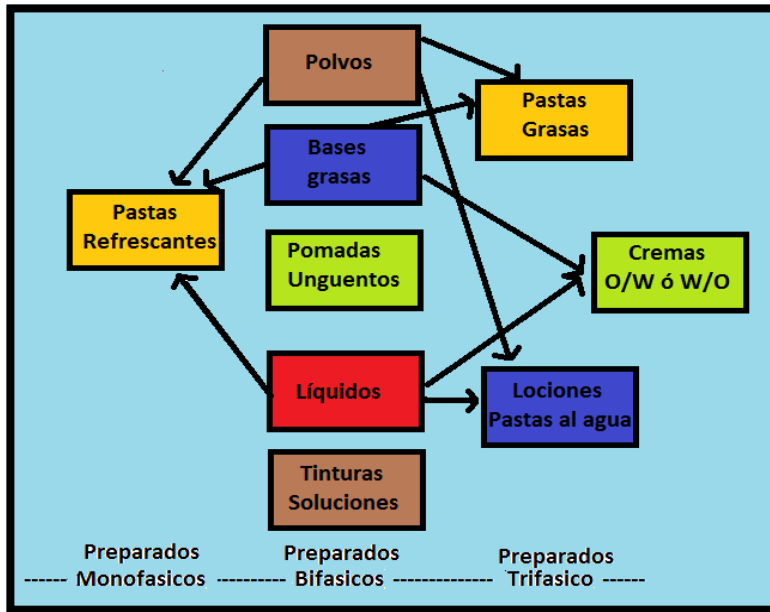 Polvos
Pastas
Grasas
Bases
grasas
Pastas
Refrescantes
Pomadas
Unguentos
Cremas
O/W ó W/O
Líquidos
Lociones
Pastas al agua
Tinturas
Soluciones
Preparados
------ Monofasicos ----------
Preparados
Bifasicos -----------
Preparados
Trifasico ------